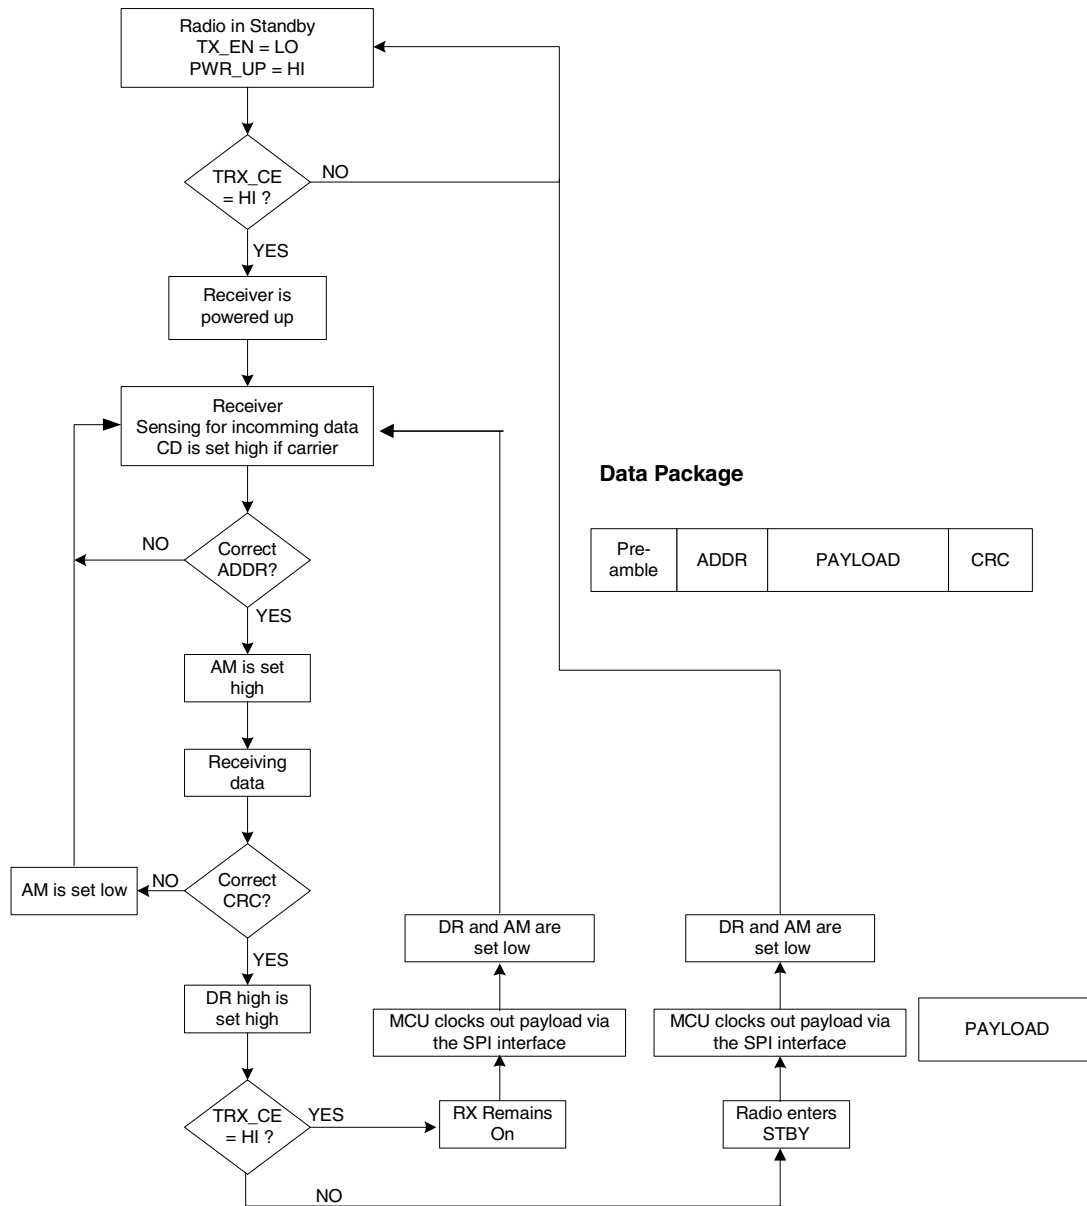 Radio in Standby
TX_EN = LO
PWR_UP = HI
TRX_CE
= HI ?
NO
YES
Receiver is
powered up
Receiver
Sensing for incomming data
CD is set high if carrier
Data Package
Pre-
amble
ADDR
PAYLOAD
CRC
Correct
ADDR?
NO
YES
AM is set
high
Receiving
data
Correct
CRC?
NO
AM is set low
YES
DR high is
set high
TRX_CE
= HI ?
YES
RX Remains
On
MCU clocks out payload via
the SPI interface
DR and AM are
set low
NO
Radio enters
STBY
MCU clocks out payload via
the SPI interface
DR and AM are
set low
PAYLOAD